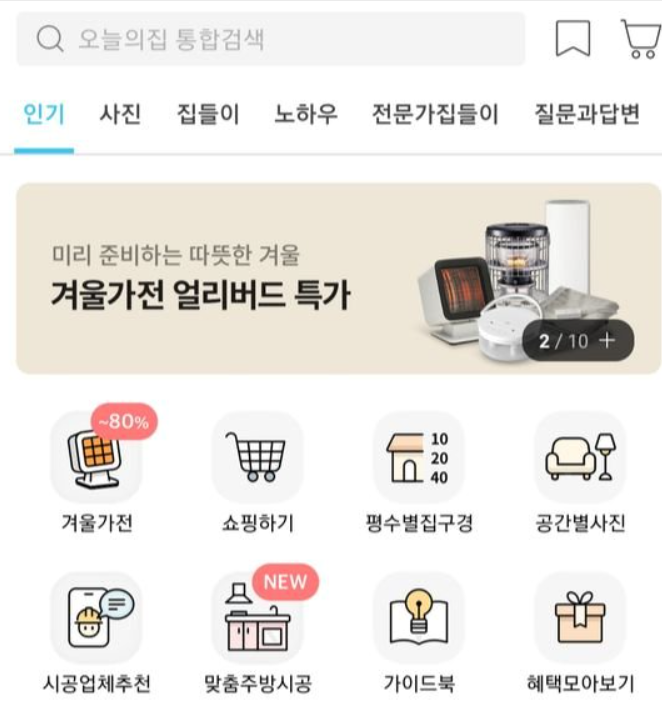 오늘의집 통합검색
인기 사진 집들이 노하우 전문가집들이 질문과답변
미리 준비하는 따뜻한 겨울
겨울가전 얼리버드 특가
2 / 10 +
~80%
10
20
40
겨울가전 쇼핑하기 평수별집구경 공간별사진
NEW
시공업체추천 맞춤주방시공 가이드북 혜택모아보기